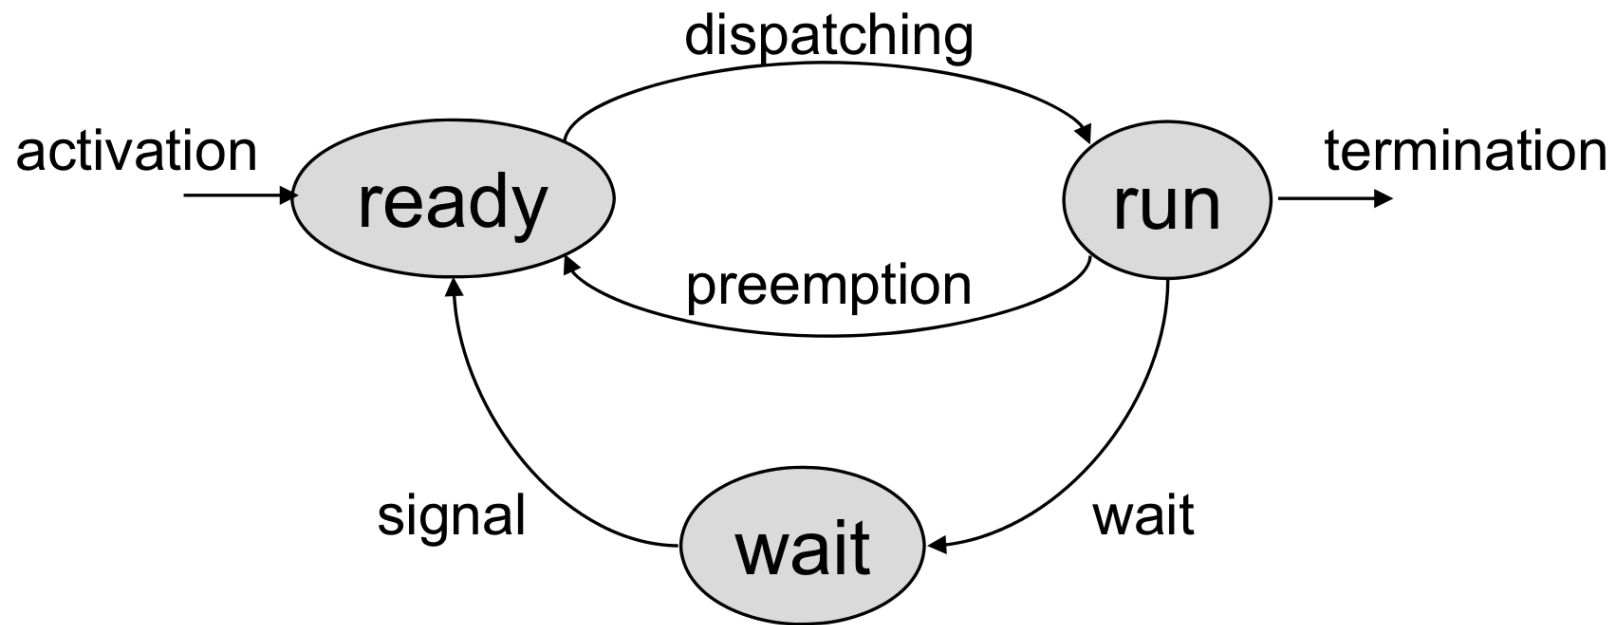 dispatching
activation
termination
ready
run
preemption
signal
wait
wait